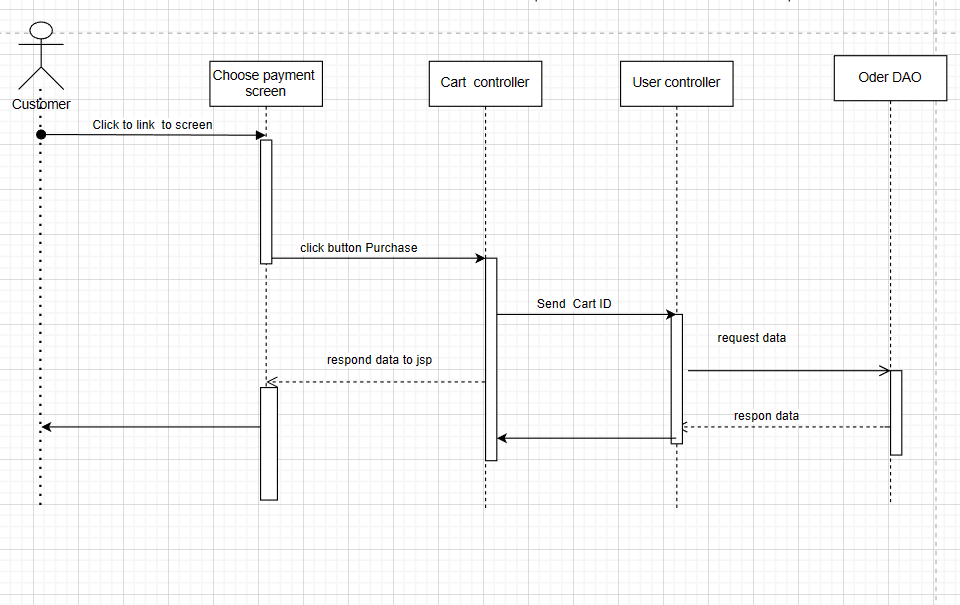 Customer
Choose payment
screen
Cart  controller
User controller
Oder DAO
Click to link  to screen
click button Purchase
Send  Cart ID
request data
respond data to jsp
respon data